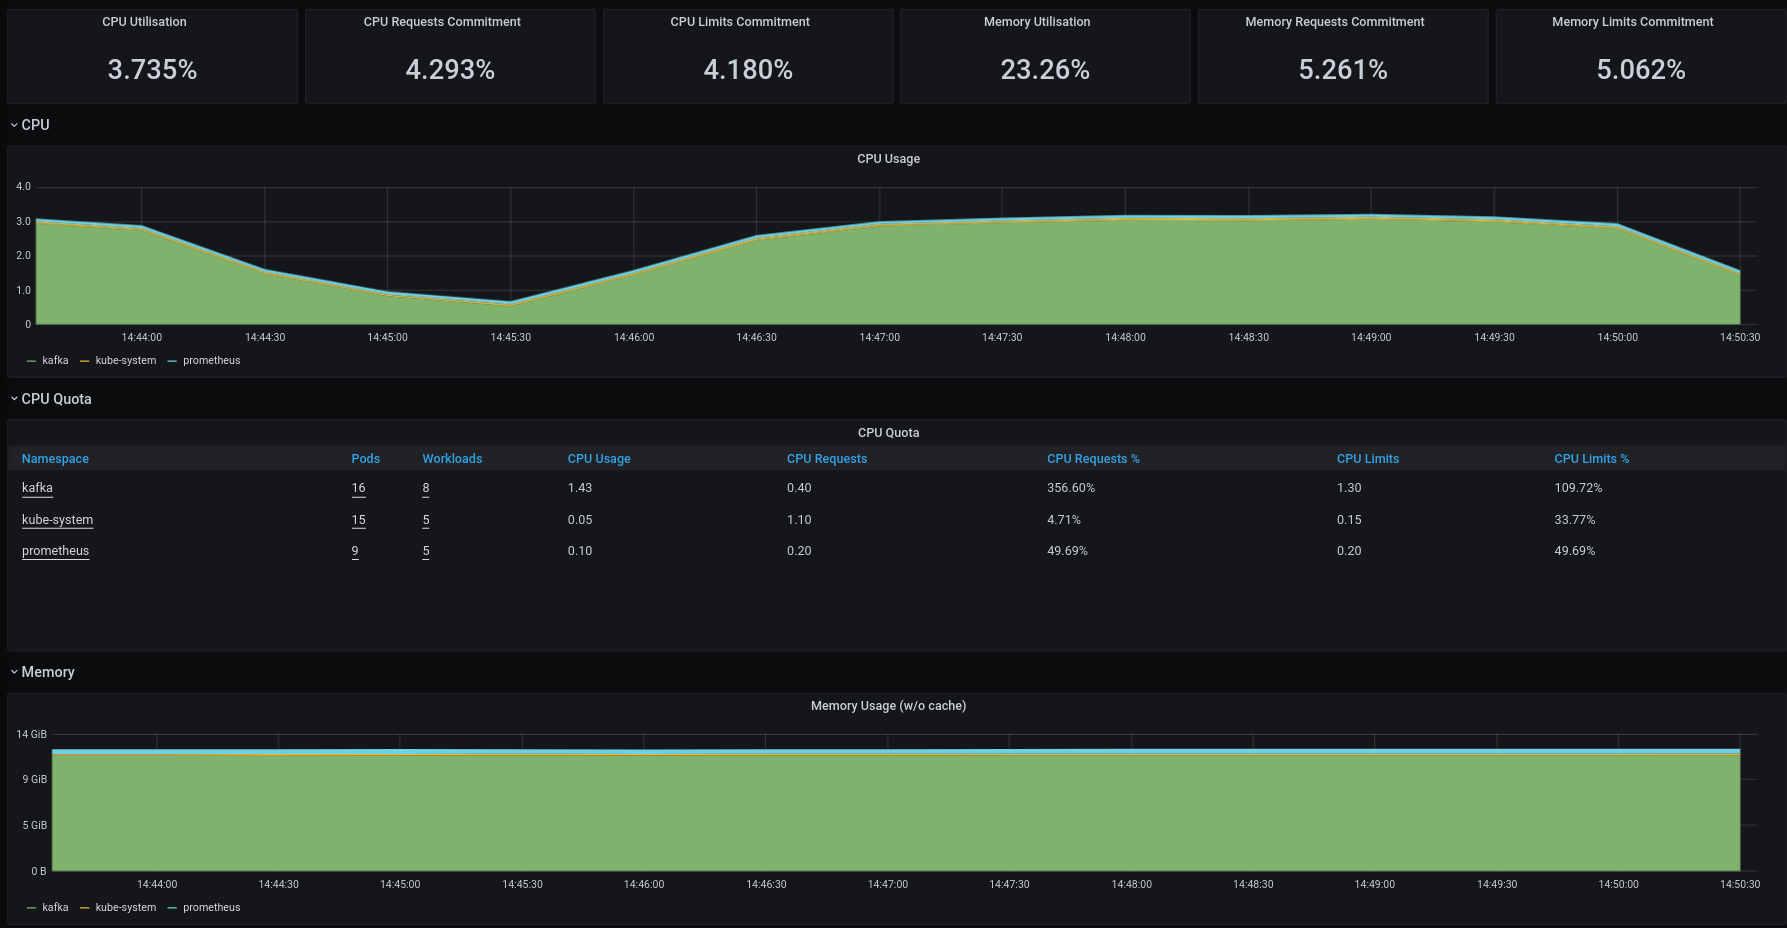 CPU Utilisation CPU Requests Commitment CPU Limits Commitment Memory Utilisation Memory Requests Commitment Memory Limits Commitment
3.735% 4.293% 4.180% 23.26% 5.261% 5.062%
CPU
CPU Usage
4.0
3.0
2.0
1.0
0
14:44:00 14:44:30 14:45:00 14:45:30 14:46:00 14:46:30 14:47:00 14:47:30 14:48:00 14:48:30 14:49:00 14:49:30 14:50:00 14:50:30
kafka kube-system prometheus
CPU Quota
CPU Quota
Namespace Pods Workloads CPU Usage CPU Requests CPU Requests % CPU Limits CPU Limits %
kafka 16 8 1.43 0.40 356.60% 1.30 109.72%
kube-system 15 5 0.05 1.10 4.71% 0.15 33.77%
prometheus 9 5 0.10 0.20 49.69% 0.20 49.69%
Memory
Memory Usage (w/o cache)
14 GiB
9 GiB
5 GiB
0 B
14:44:00 14:44:30 14:45:00 14:45:30 14:46:00 14:46:30 14:47:00 14:47:30 14:48:00 14:48:30 14:49:00 14:49:30 14:50:00 14:50:30
kafka kube-system prometheus